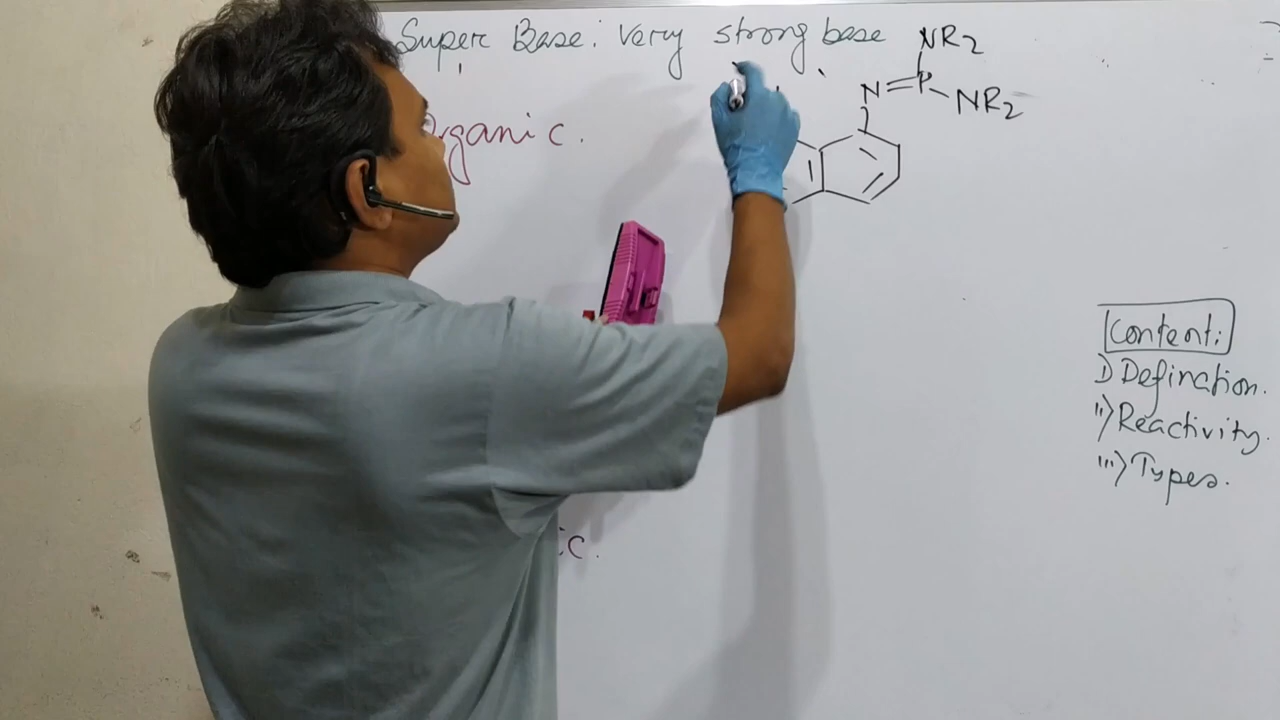 Super Base: Very strong base
NR2
N=P-NR2
Organic.
Content:
i) Defination.
ii) Reactivity.
iii) Types.